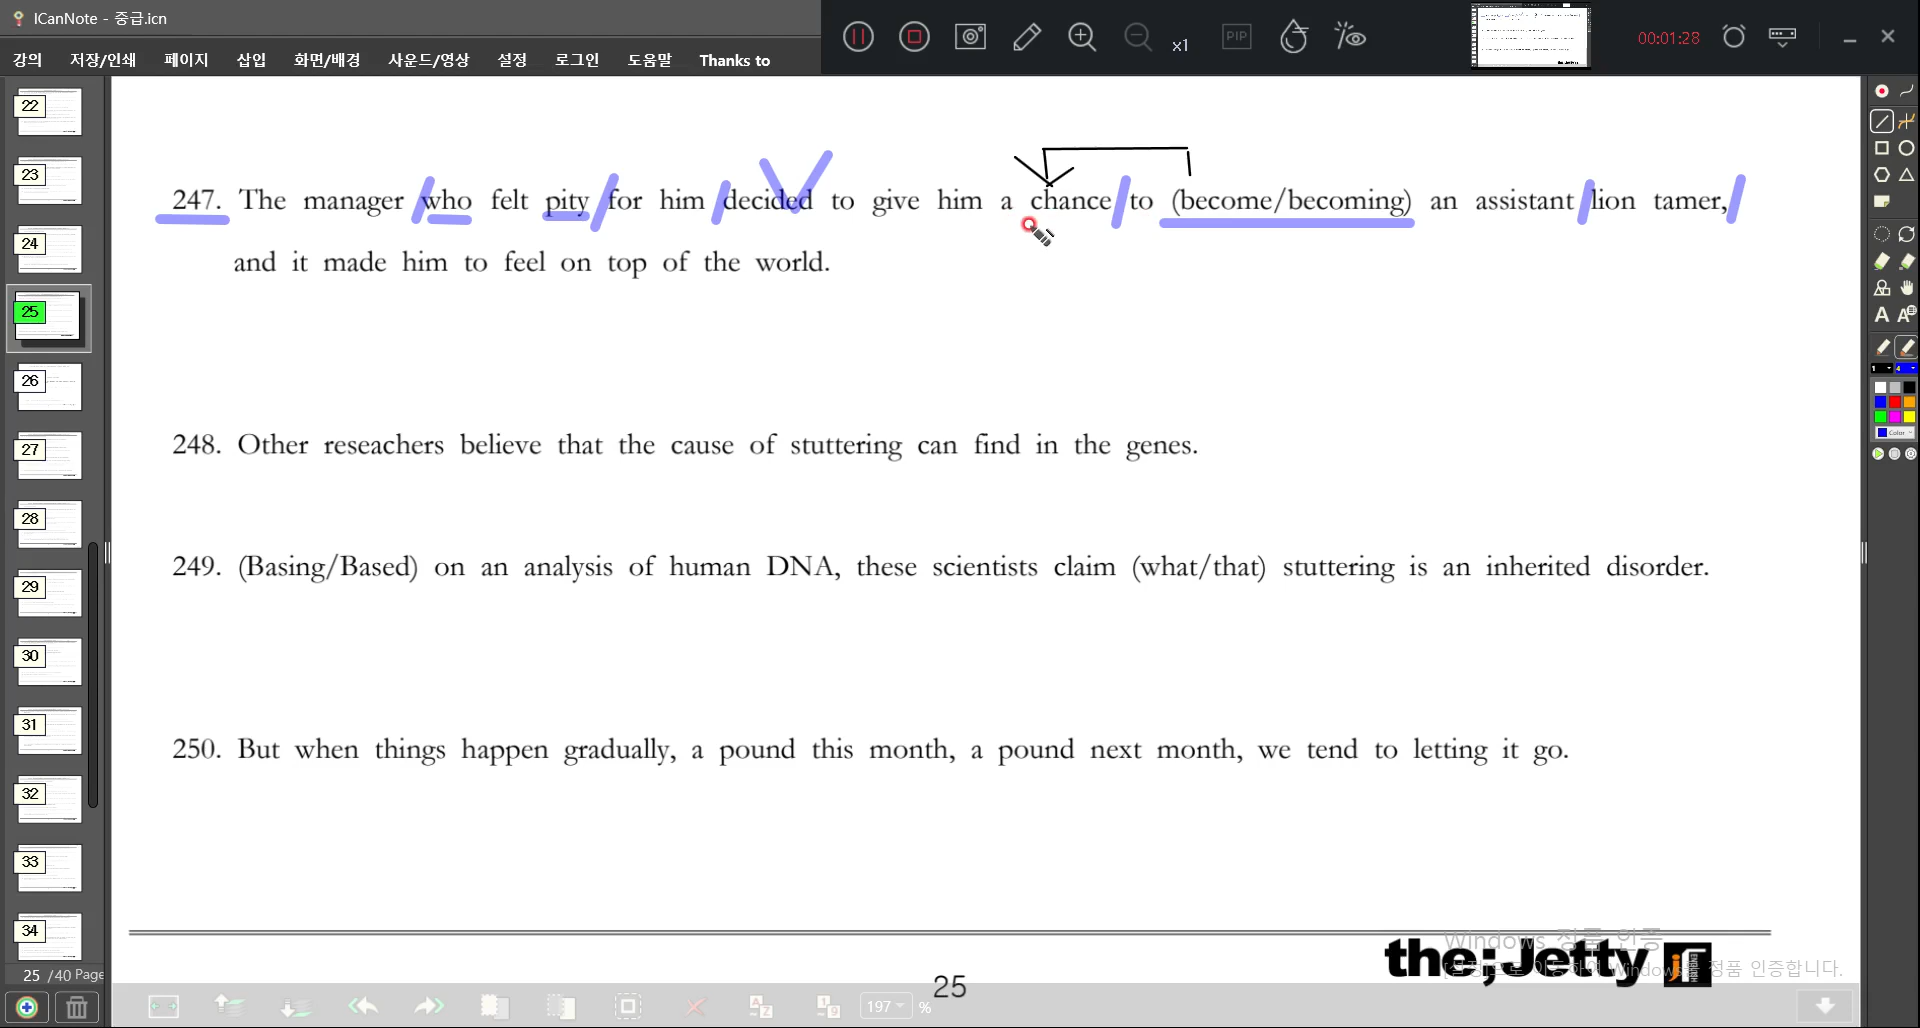 ICanNote - 중급.icn
강의 저장/인쇄 페이지 삽입 화면/배경 사운드/영상 설정 로그인 도움말 Thanks to
x1 PIP 00:01:28
22
23
24
25
26
27
28
29
30
31
32
33
34
25 /40 Page
247. The manager who felt pity for him decided to give him a chance to (become/becoming) an assistant lion tamer,
and it made him to feel on top of the world.
248. Other reseachers believe that the cause of stuttering can find in the genes.
249. (Basing/Based) on an analysis of human DNA, these scientists claim (what/that) stuttering is an inherited disorder.
250. But when things happen gradually, a pound this month, a pound next month, we tend to letting it go.
the;Jetty
25
197 %
Color